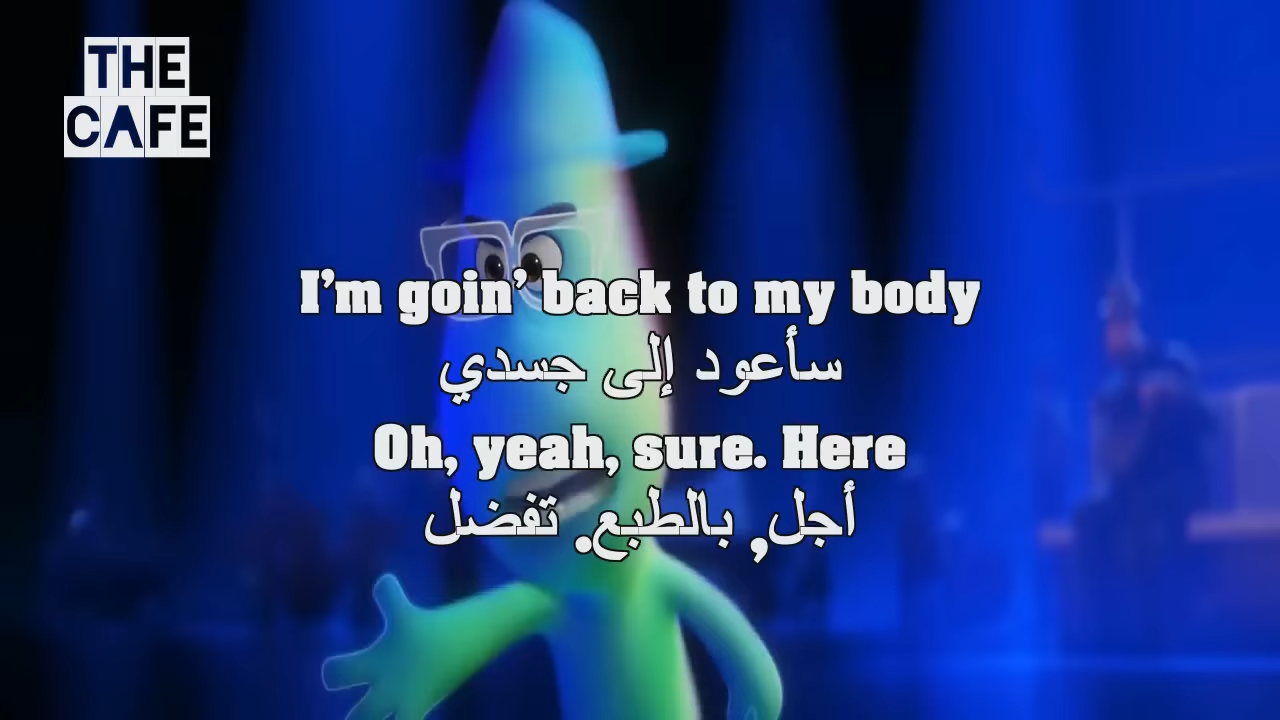 THE
CAFE
I'm goin' back to my body
سأعود إلى جسدي
Oh, yeah, sure. Here
أجل, بالطبع. تفضل